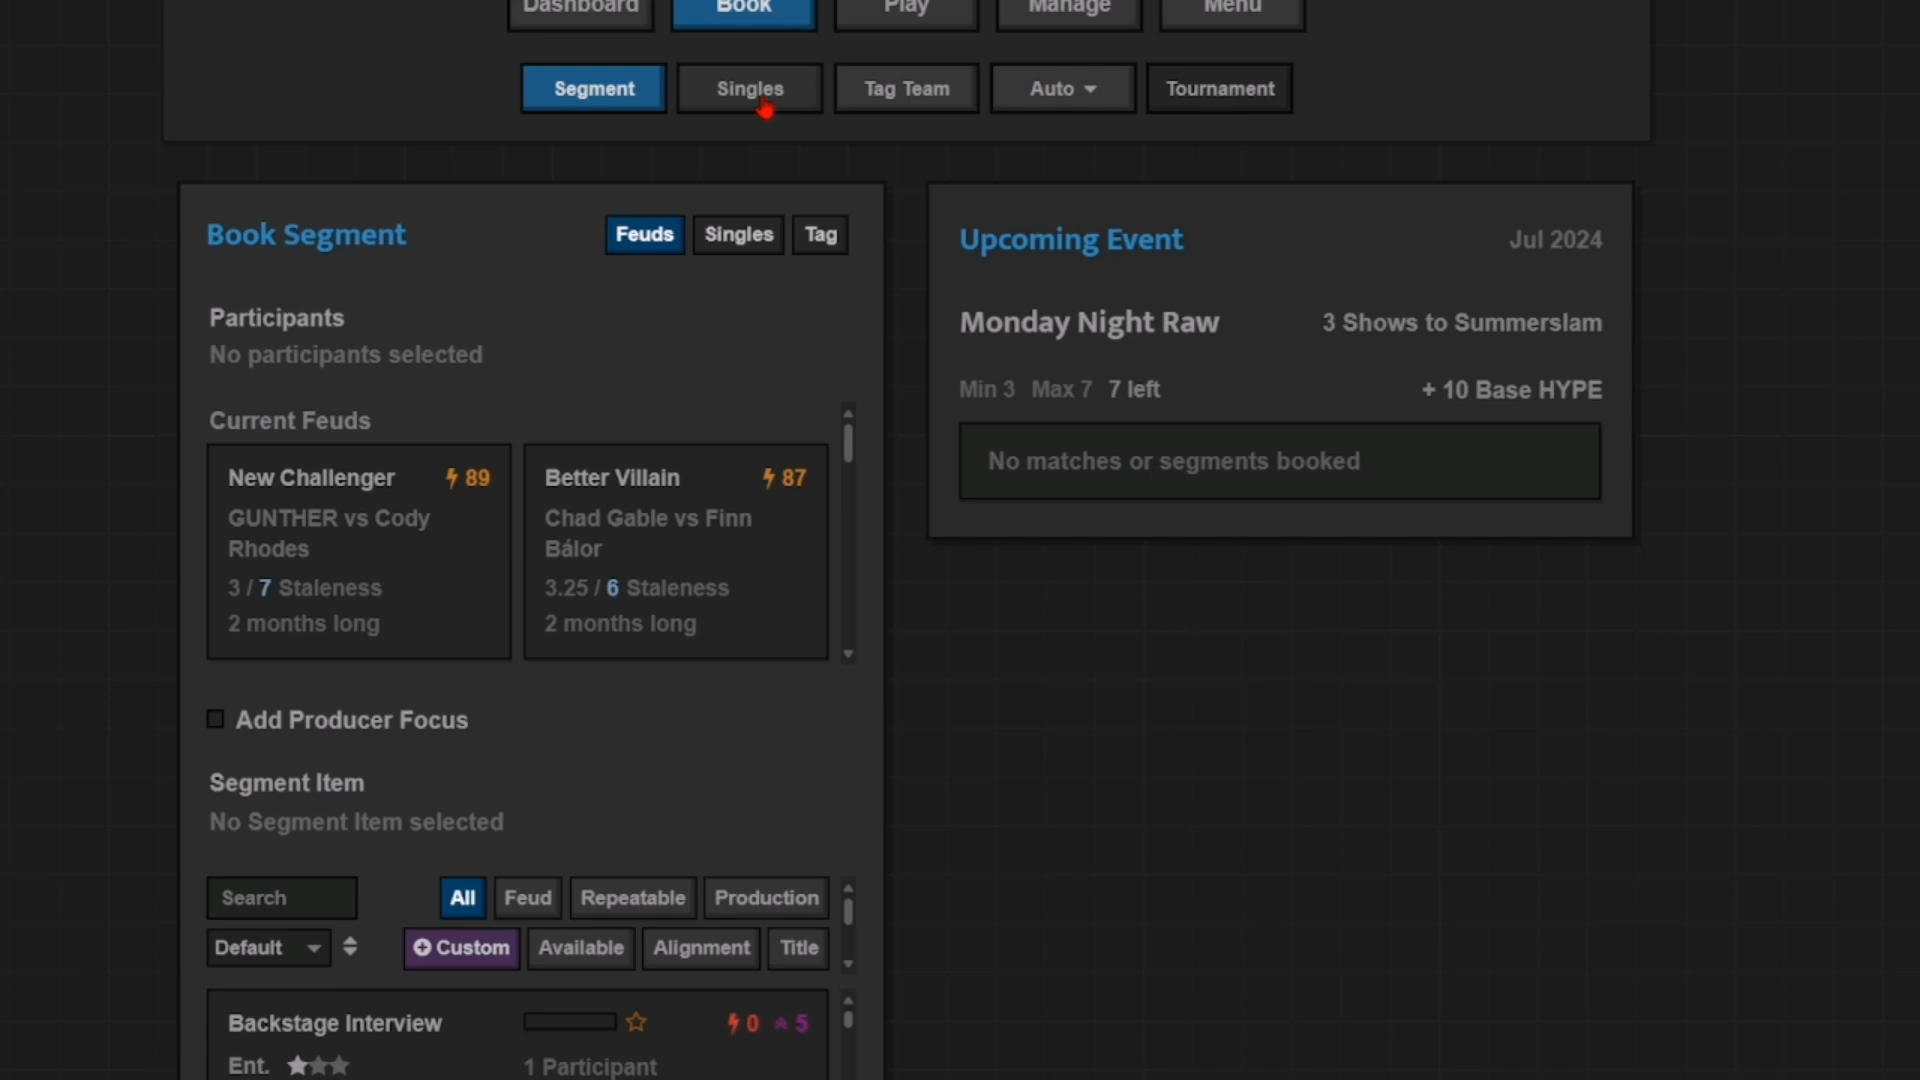 Dashboard Book Play Manage Menu
Segment Singles Tag Team Auto Tournament
Book Segment Feuds Singles Tag
Participants
No participants selected
Current Feuds
New Challenger 89
GUNTHER vs Cody
Rhodes
3 / 7 Staleness
2 months long
Better Villain 87
Chad Gable vs Finn
Bálor
3.25 / 6 Staleness
2 months long
Add Producer Focus
Segment Item
No Segment Item selected
Search All Feud Repeatable Production
Default Custom Available Alignment Title
Backstage Interview 0 5
Ent. 1 Participant
Upcoming Event Jul 2024
Monday Night Raw 3 Shows to Summerslam
Min 3 Max 7 7 left + 10 Base HYPE
No matches or segments booked